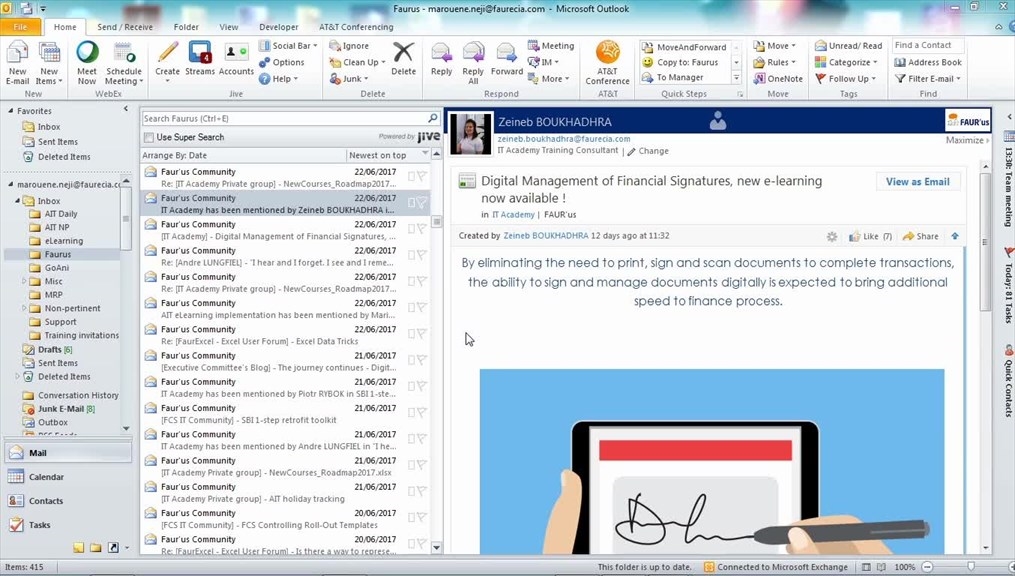 Faurus - marouene.neji@faurecia.com - Microsoft Outlook
File Home Send / Receive Folder View Developer AT&T Conferencing
New E-mail
New Items
New
Meet Now
Schedule Meeting
WebEx
Create Streams Accounts
Social Bar
Options
Help
Jive
Ignore
Clean Up
Junk
Delete
Delete
Reply
Reply All
Forward
Meeting
IM
More
Respond
AT&T Conference
AT&T
MoveAndForward
Copy to: Faurus
To Manager
Quick Steps
Move
Rules
OneNote
Move
Unread/ Read
Categorize
Follow Up
Tags
Find a Contact
Address Book
Filter E-mail
Find
Favorites
Inbox
Sent Items
Deleted Items
marouene.neji@faurecia.c
Inbox
AIT Daily
AIT NP
eLearning
Faurus
GoAni
Misc
MRP
Non-pertinent
Support
Training invitations
Drafts [6]
Sent Items
Deleted Items
Conversation History
Junk E-Mail [8]
Outbox
Mail
Calendar
Contacts
Tasks
Search Faurus (Ctrl+E)
Use Super Search
Powered by jive
Arrange By: Date Newest on top
Faur'us Community 22/06/2017
Re: [IT Academy Private group] - NewCourses_Roadmap2017...
Faur'us Community 22/06/2017
IT Academy has been mentioned by Zeineb BOUKHADHRA i...
Faur'us Community 22/06/2017
[IT Academy] - Digital Management of Financial Signatures, ...
Faur'us Community 22/06/2017
Re: [Andre LUNGFIEL] - "I hear and I forget. I see and I reme...
Faur'us Community 22/06/2017
Re: [IT Academy Private group] - NewCourses_Roadmap2017...
Faur'us Community 22/06/2017
AIT eLearning implementation has been mentioned by Mari...
Faur'us Community 22/06/2017
Re: [FaurExcel - Excel User Forum] - Excel Data Tricks
Faur'us Community 21/06/2017
[Executive Committee's Blog] - The journey continues - Digit...
Faur'us Community 21/06/2017
IT Academy has been mentioned by Piotr RYBOK in SBI 1-ste...
Faur'us Community 21/06/2017
[FCS IT Community] - SBI 1-step retrofit toolkit
Faur'us Community 21/06/2017
IT Academy has been mentioned by Andre LUNGFIEL in 'I he...
Faur'us Community 21/06/2017
[IT Academy Private group] - NewCourses_Roadmap2017.xlsx
Faur'us Community 21/06/2017
[IT Academy Private group] - AIT holiday tracking
Faur'us Community 20/06/2017
[FCS IT Community] - FCS Controlling Roll-Out Templates
Faur'us Community 20/06/2017
Re: [FaurExcel - Excel User Forum] - Is there a way to represe...
Zeineb BOUKHADHRA
FAUR'us
zeineb.boukhadhra@faurecia.com
Maximize
IT Academy Training Consultant | Change
Digital Management of Financial Signatures, new e-learning
now available !
View as Email
in IT Academy | FAUR'us
Created by Zeineb BOUKHADHRA 12 days ago at 11:32
Like (7) Share
By eliminating the need to print, sign and scan documents to complete transactions,
the ability to sign and manage documents digitally is expected to bring additional
speed to finance process.
13:30: Team meeting
Today: 81 Tasks
Quick Contacts
Items: 415 This folder is up to date. Connected to Microsoft Exchange 100%